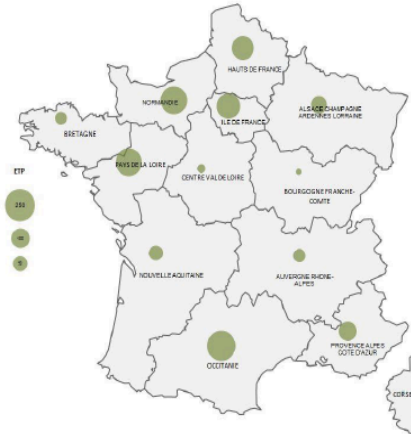 HAUTS DE FRANCE
NORMANDIE
ILE DE FRANCE
ALSACE CHAMPAGNE
ARDENNES LORRAINE
BRETAGNE
PAYS DE LA LOIRE
CENTRE VAL DE LOIRE
BOURGOGNE FRANCHE-
COMTE
ETP
250
NOUVELLE AQUITAINE
AUVERGNE RHONE-
ALPES
PROVENCE ALPES
COTE D'AZUR
OCCITANIE
CORSE